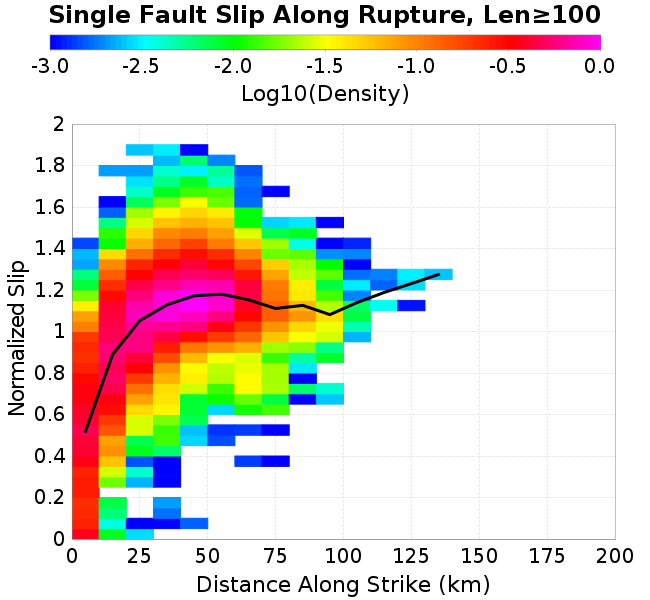 Single Fault Slip Along Rupture, Len≥100
-3.0 -2.5 -2.0 -1.5 -1.0 -0.5 0.0
Log10(Density)
2
1.8
1.6
1.4
1.2
1
0.8
0.6
0.4
0.2
0
Normalized Slip
0 25 50 75 100 125 150 175 200
Distance Along Strike (km)